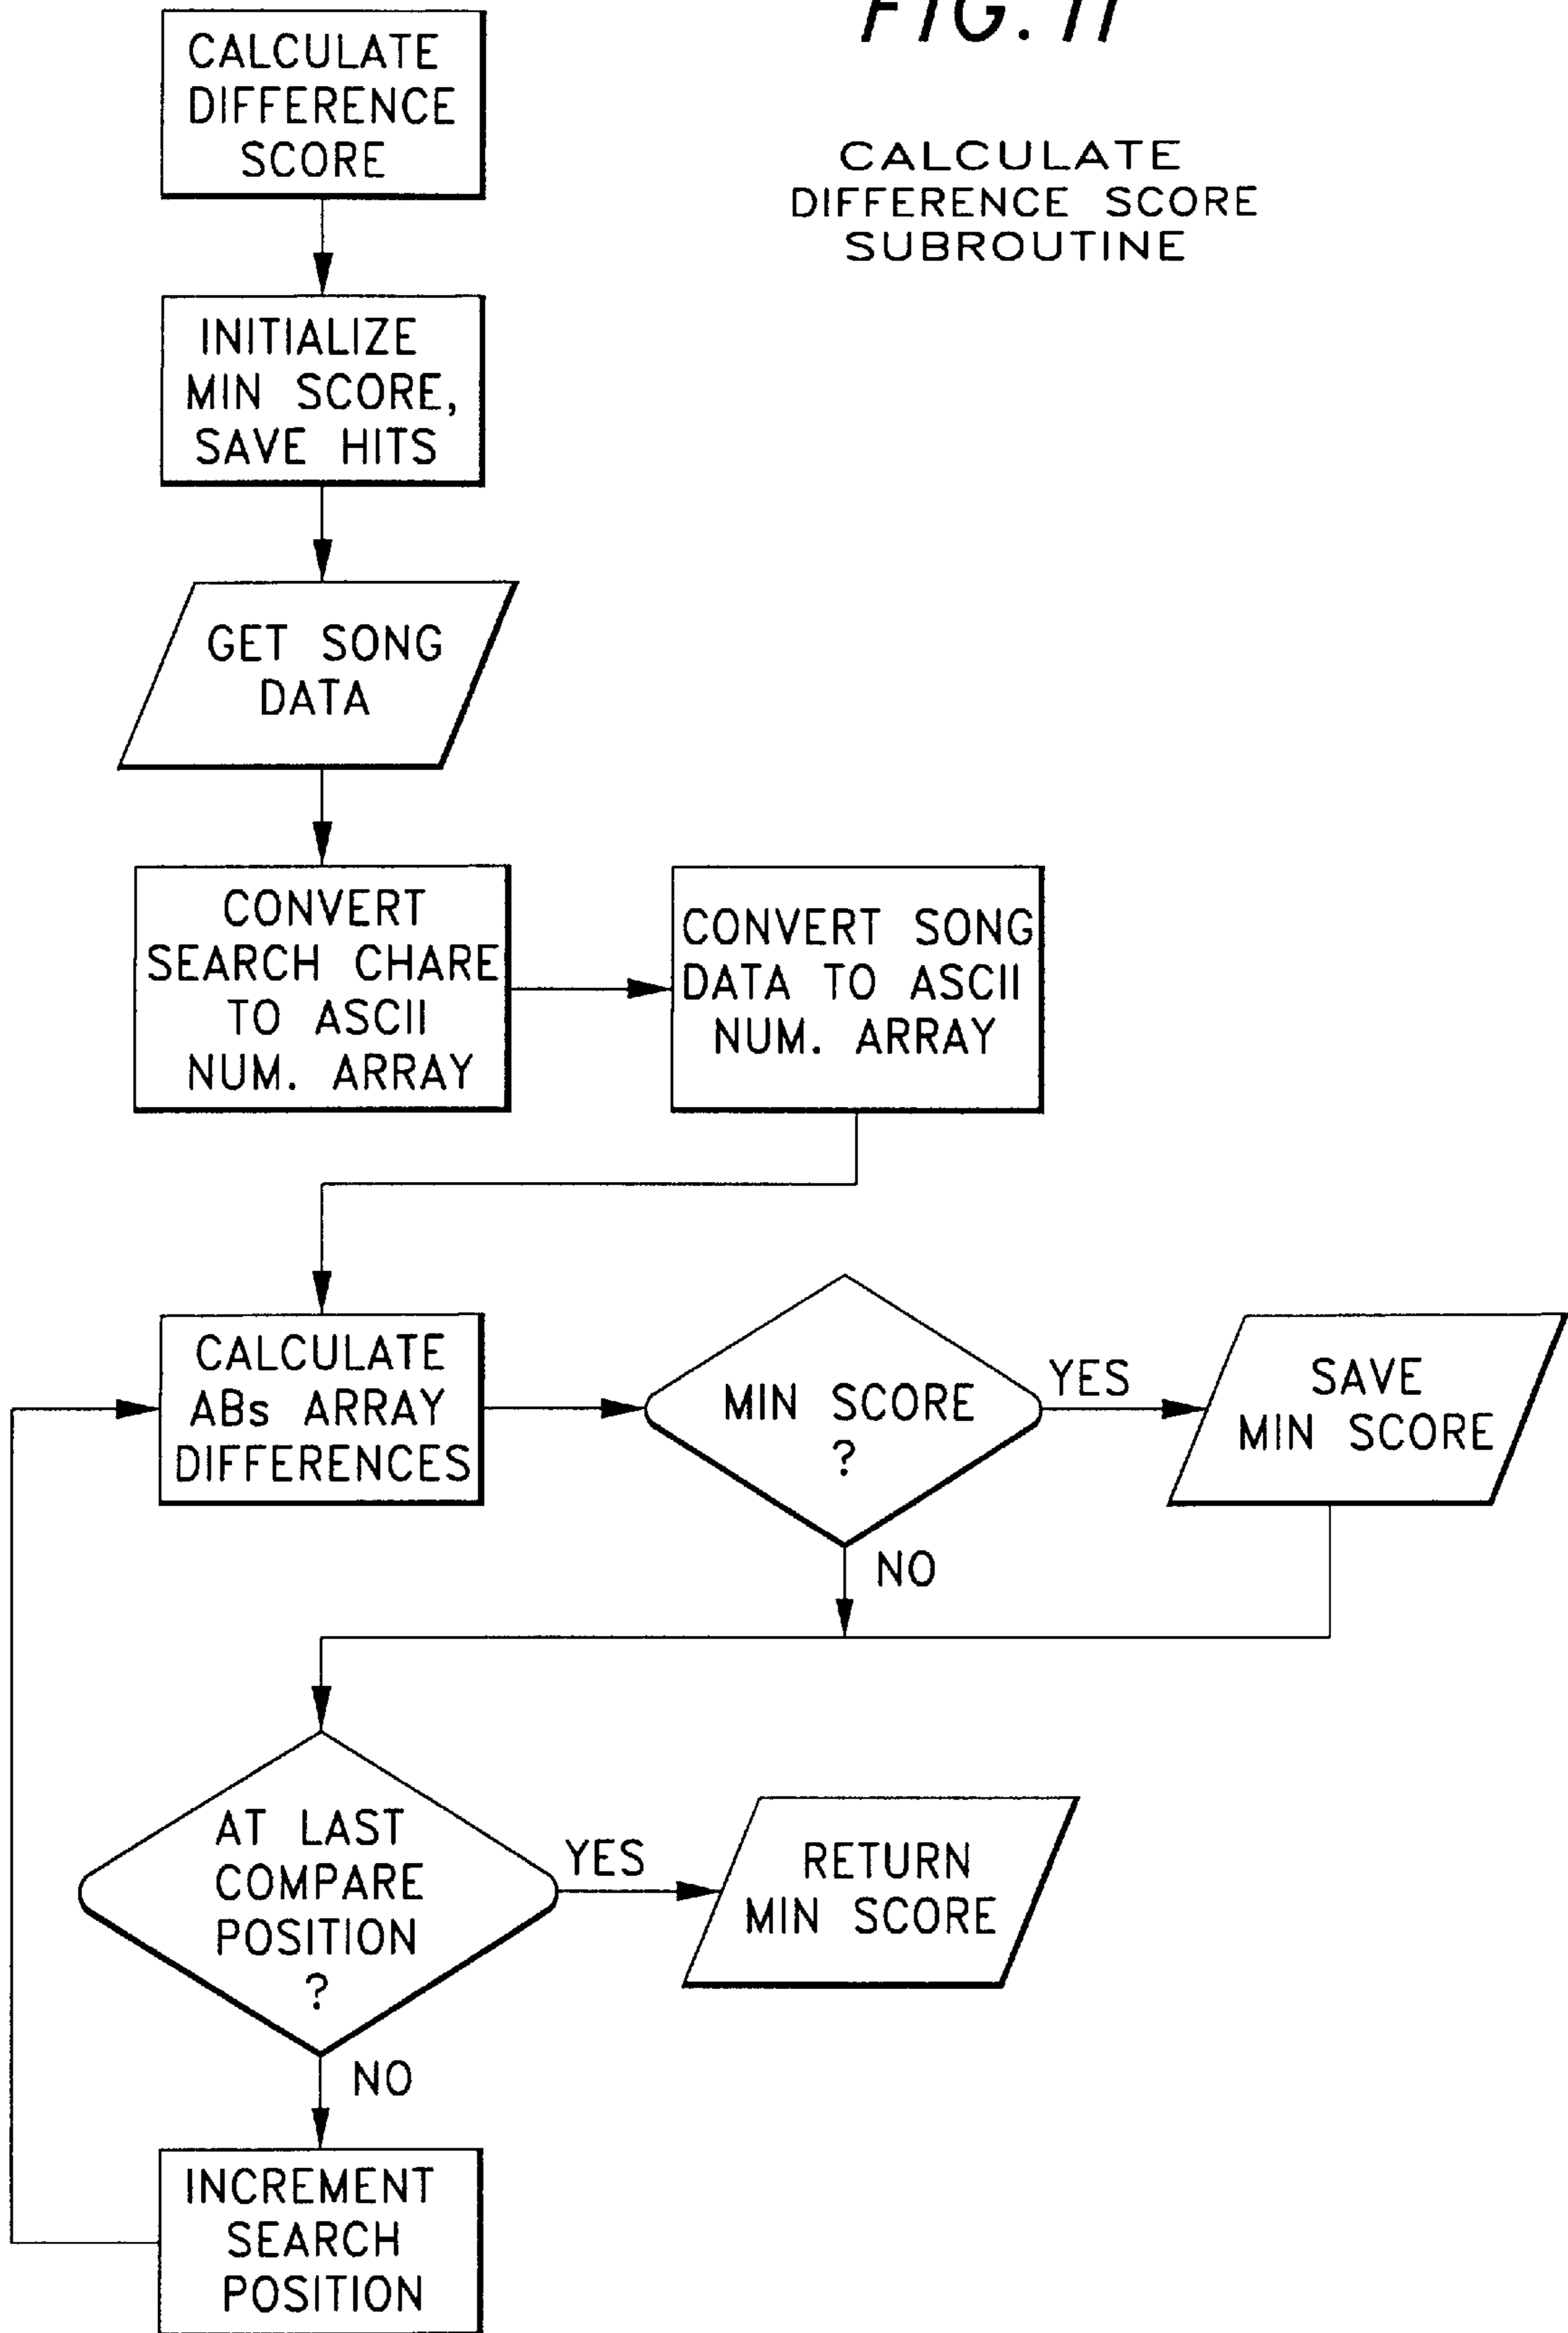 FIG. 11
CALCULATE
DIFFERENCE SCORE
SUBROUTINE
CALCULATE
DIFFERENCE
SCORE
INITIALIZE
MIN SCORE,
SAVE HITS
GET SONG
DATA
CONVERT
SEARCH CHARE
TO ASCII
NUM. ARRAY
CONVERT SONG
DATA TO ASCII
NUM. ARRAY
CALCULATE
ABs ARRAY
DIFFERENCES
MIN SCORE
?
YES
SAVE
MIN SCORE
NO
AT LAST
COMPARE
POSITION
?
YES
RETURN
MIN SCORE
NO
INCREMENT
SEARCH
POSITION